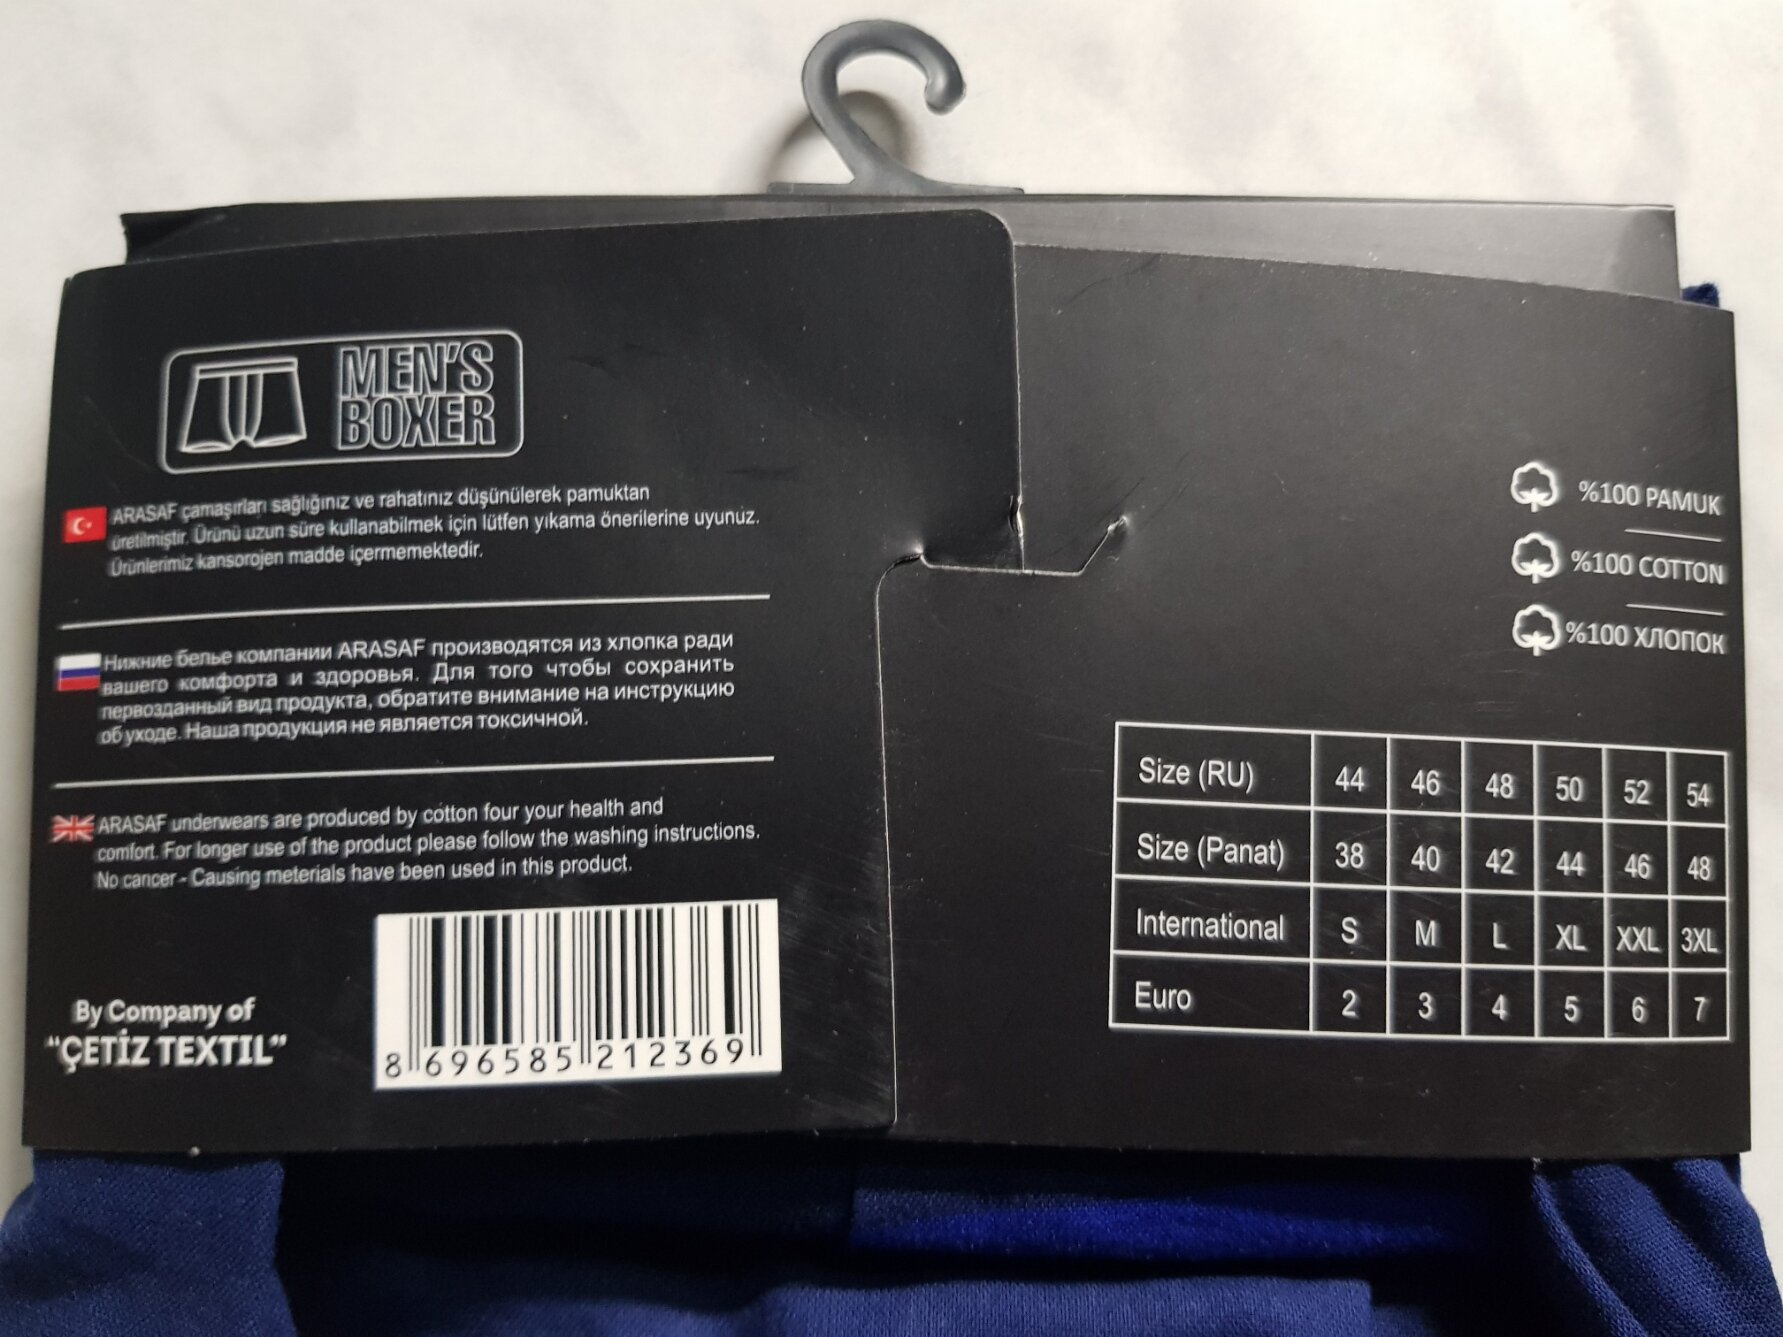 MEN'S
BOXER
ARASAF çamaşırları sağlığınız ve rahatınız düşünülerek pamuktan
üretilmiştir. Ürünü uzun süre kullanabilmek için lütfen yıkama önerilerine uyunuz.
Ürünlerimiz kansorojen madde içermemektedir.
Нижние белье компании ARASAF производятся из хлопка ради
вашего комфорта и здоровья. Для того чтобы сохранить
первозданный вид продукта, обратите внимание на инструкцию
об уходе. Наша продукция не является токсичной.
ARASAF underwears are produced by cotton four your health and
comfort. For longer use of the product please follow the washing instructions.
No cancer - Causing meterials have been used in this product.
By Company of
"ÇETİZ TEXTIL"
8 696585 212369
%100 PAMUK
%100 COTTON
%100 ХЛОПОК
Size (RU) 44 46 48 50 52 54
Size (Panat) 38 40 42 44 46 48
International S M L XL XXL 3XL
Euro 2 3 4 5 6 7